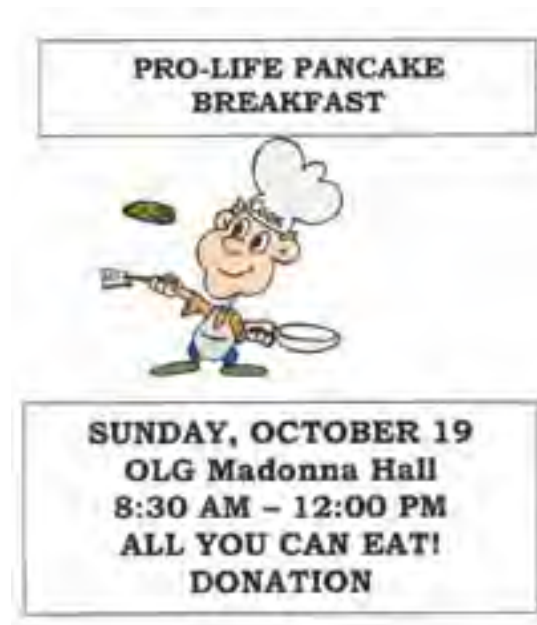 PRO-LIFE PANCAKE
BREAKFAST
SUNDAY, OCTOBER 19
OLG Madonna Hall
8:30 AM – 12:00 PM
ALL YOU CAN EAT!
DONATION